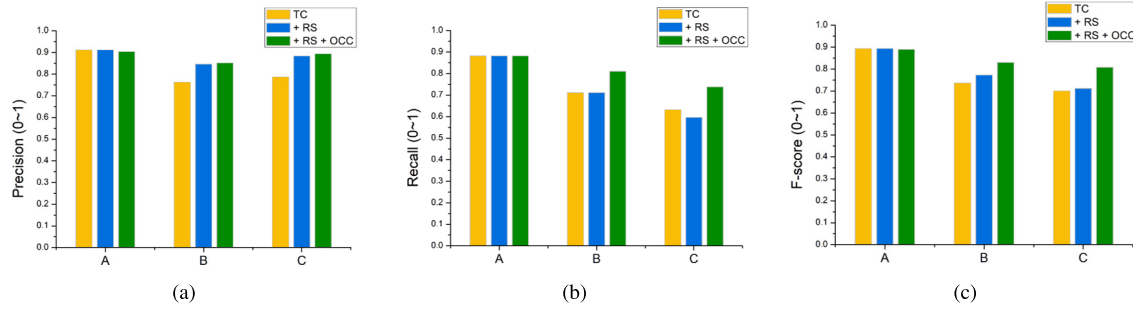 1.0
0.9
0.8
0.7
0.6
0.5
0.4
0.3
0.2
0.1
0.0
Precision (0~1)
TC
+ RS
+ RS + OCC
A B C
(a)
1.0
0.9
0.8
0.7
0.6
0.5
0.4
0.3
0.2
0.1
0.0
Recall (0~1)
TC
+ RS
+ RS + OCC
A B C
(b)
1.0
0.9
0.8
0.7
0.6
0.5
0.4
0.3
0.2
0.1
0.0
F-score (0~1)
TC
+ RS
+ RS + OCC
A B C
(c)